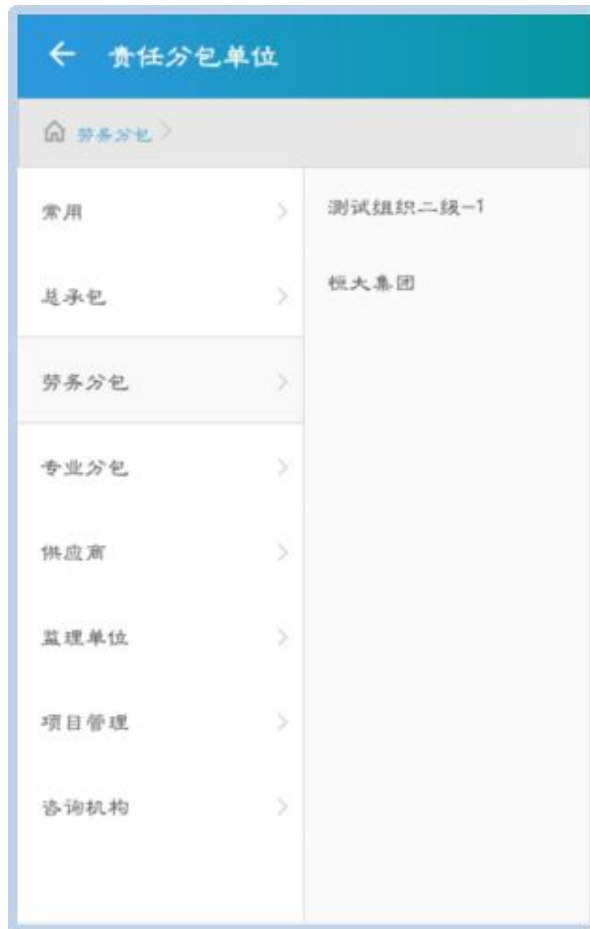 责任分包单位
劳务分包
常用
测试组织二级-1
总承包
恒大集团
劳务分包
专业分包
供应商
监理单位
项目管理
咨询机构